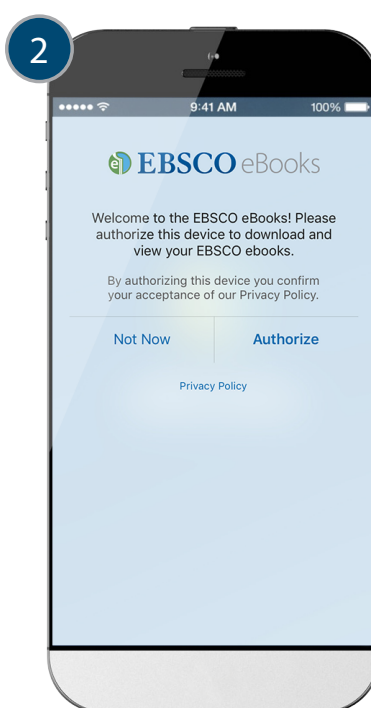 2
9:41 AM 100%
e EBSCO eBooks
Welcome to the EBSCO eBooks! Please
authorize this device to download and
view your EBSCO ebooks.
By authorizing this device you confirm
your acceptance of our Privacy Policy.
Not Now Authorize
Privacy Policy